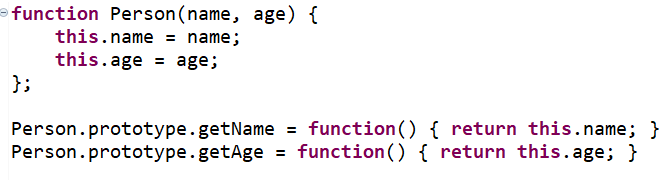 function Person(name, age) {
    this.name = name;
    this.age = age;
};

Person.prototype.getName = function() { return this.name; }
Person.prototype.getAge = function() { return this.age; }